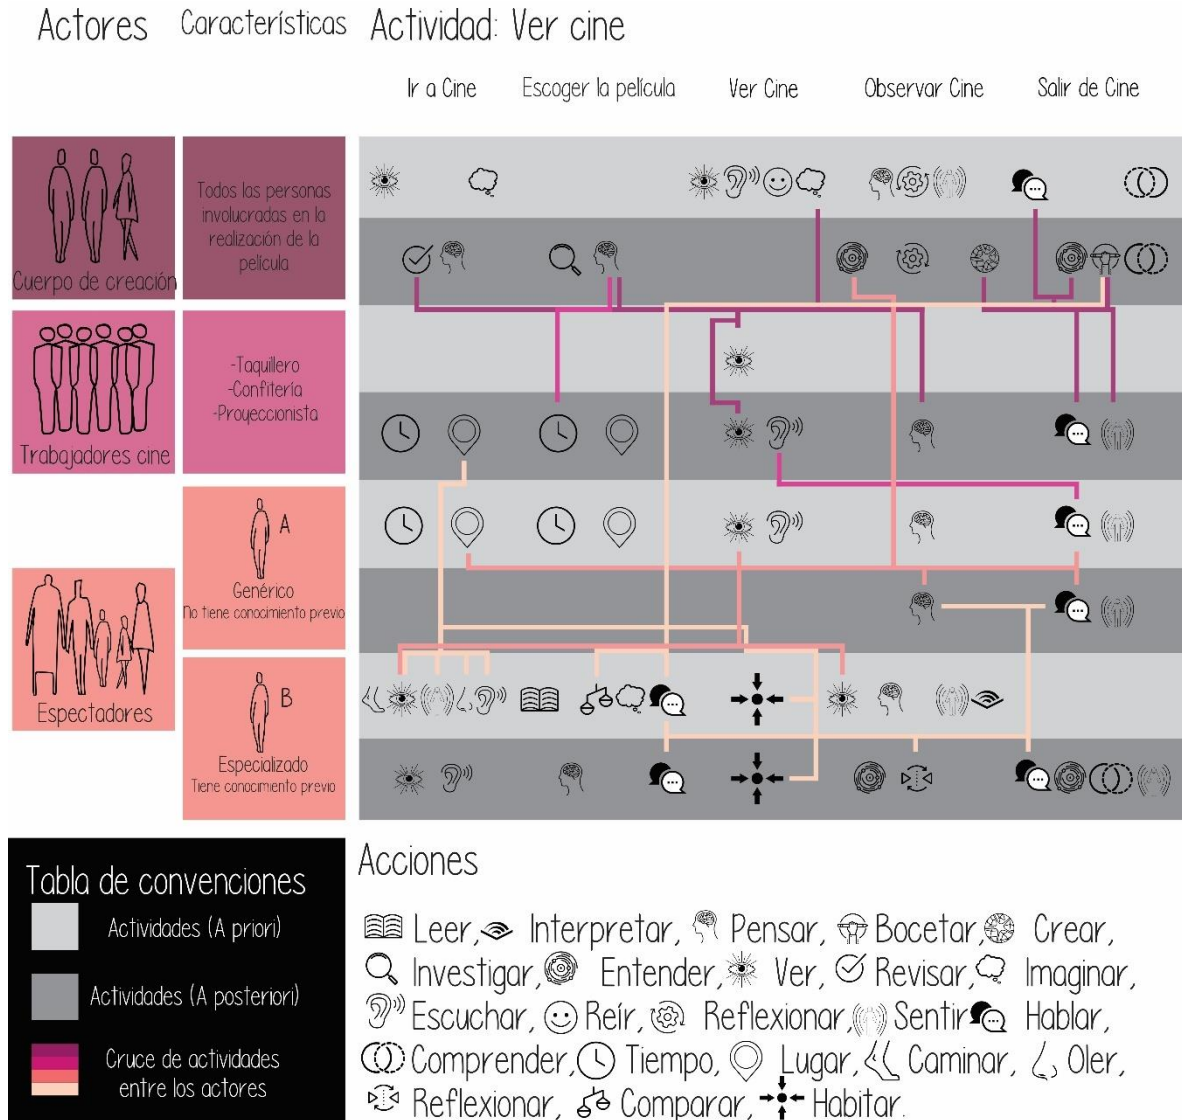 Actores
Características
Actividad: Ver cine
Ir a Cine
Escoger la película
Ver Cine
Observar Cine
Salir de Cine
Cuerpo de creación
Todos las personas
involucradas en la
realización de la
película
Trabajadores cine
-Taquillero
-Confitería
-Proyeccionista
Espectadores
A
Genérico
No tiene conocimiento previo
B
Especializado
Tiene conocimiento previo
Tabla de convenciones
Actividades (A priori)
Actividades (A posteriori)
Cruce de actividades
entre los actores
Acciones
Leer, Interpretar, Pensar, Bocetar, Crear,
Investigar, Entender, Ver, Revisar, Imaginar,
Escuchar, Reír, Reflexionar, Sentir Hablar,
Comprender, Tiempo, Lugar, Caminar, Oler,
Reflexionar, Comparar, Habitar.